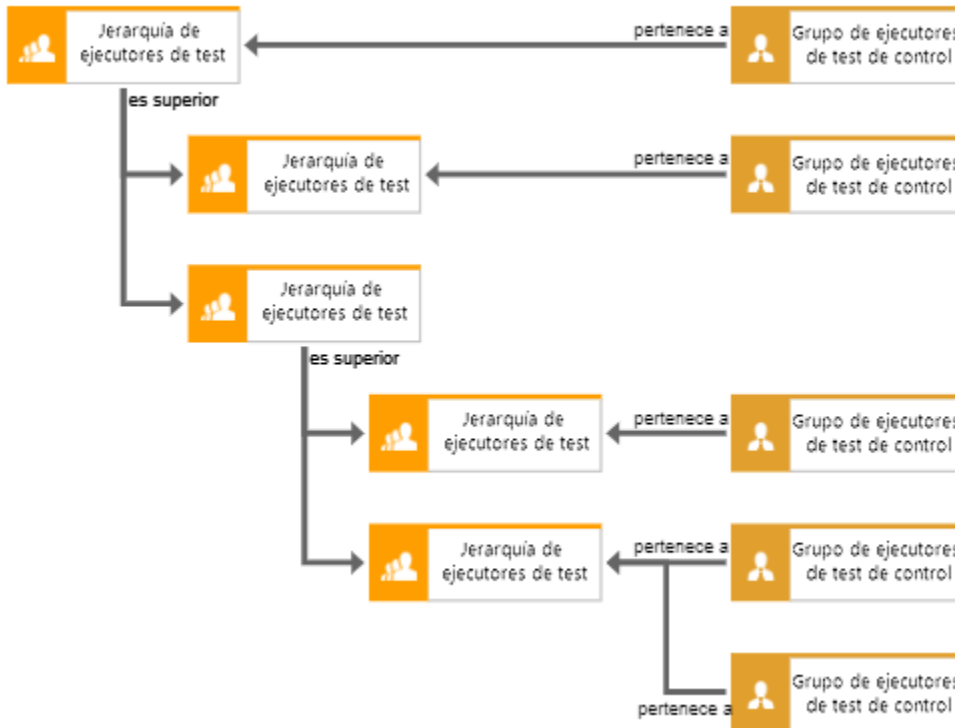 Jerarquía de
ejecutores de test
pertenece a
Grupo de ejecutores
de test de control
es superior
Jerarquía de
ejecutores de test
pertenece a
Grupo de ejecutores
de test de control
Jerarquía de
ejecutores de test
es superior
Jerarquía de
ejecutores de test
pertenece a
Grupo de ejecutores
de test de control
Jerarquía de
ejecutores de test
pertenece a
Grupo de ejecutores
de test de control
pertenece a
Grupo de ejecutores
de test de control